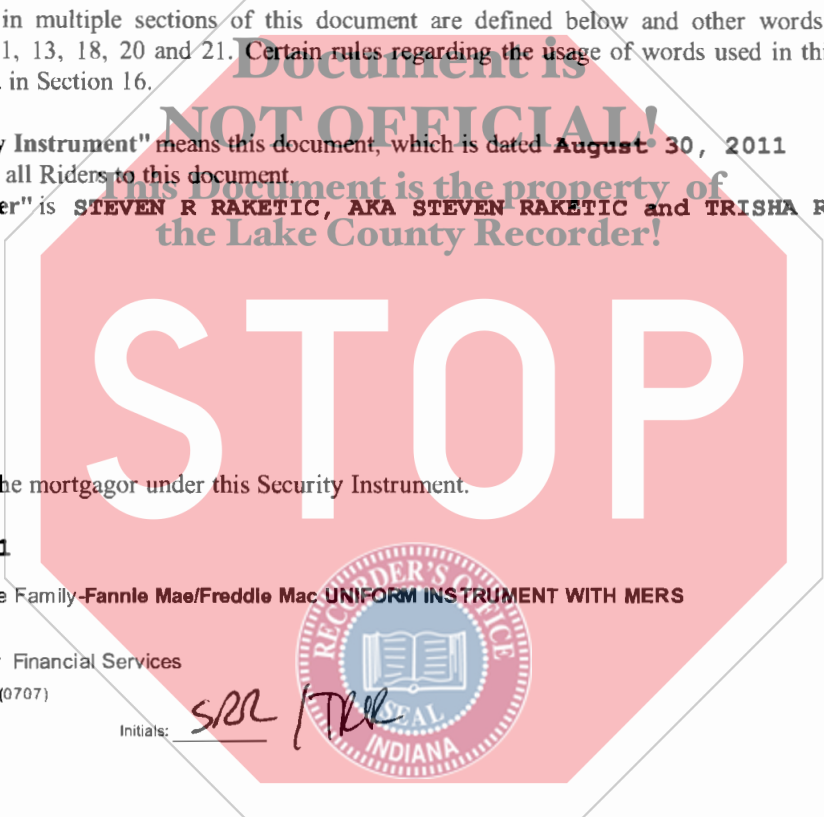 in multiple sections of this document are defined below and other words
1, 13, 18, 20 and 21. Certain rules regarding the usage of words used in thi
in Section 16.
Document is
NOT OFFICIAL!
This Document is the property of
the Lake County Recorder!
y Instrument" means this document, which is dated August 30, 2011
all Riders to this document.
er" is STEVEN R RAKETIC, AKA STEVEN RAKETIC and TRISHA R
STOP
he mortgagor under this Security Instrument.
1
e Family-Fannie Mae/Freddie Mac UNIFORM INSTRUMENT WITH MERS
Financial Services
(0707)
Initials: SRR / TRR
RECORDER'S OFFICE
SEAL
INDIANA